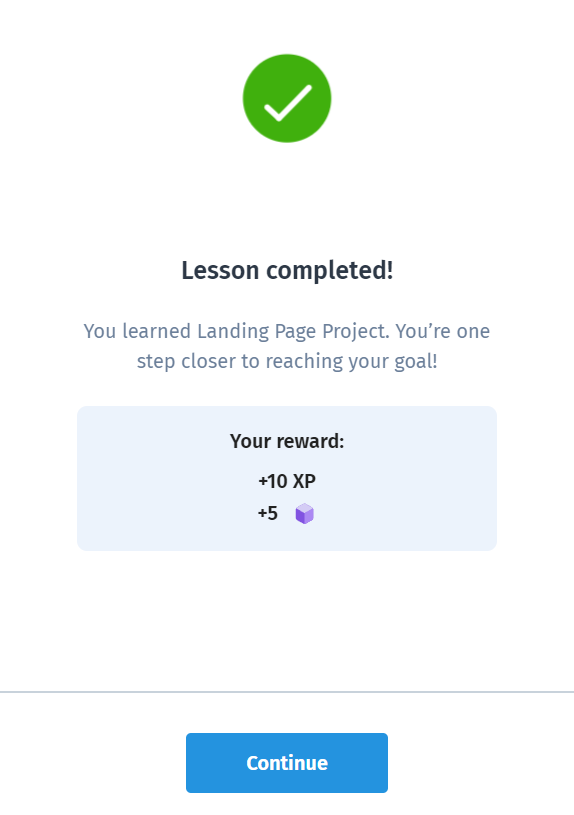 Lesson completed!
You learned Landing Page Project. You’re one
step closer to reaching your goal!
Your reward:
+10 XP
+5
Continue